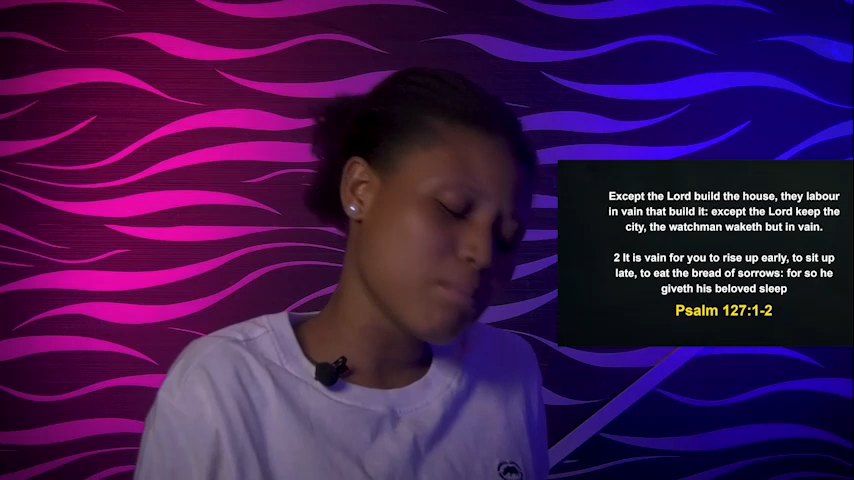 Except the Lord build the house, they labour
in vain that build it: except the Lord keep the
city, the watchman waketh but in vain.
2 It is vain for you to rise up early, to sit up
late, to eat the bread of sorrows: for so he
giveth his beloved sleep
Psalm 127:1-2